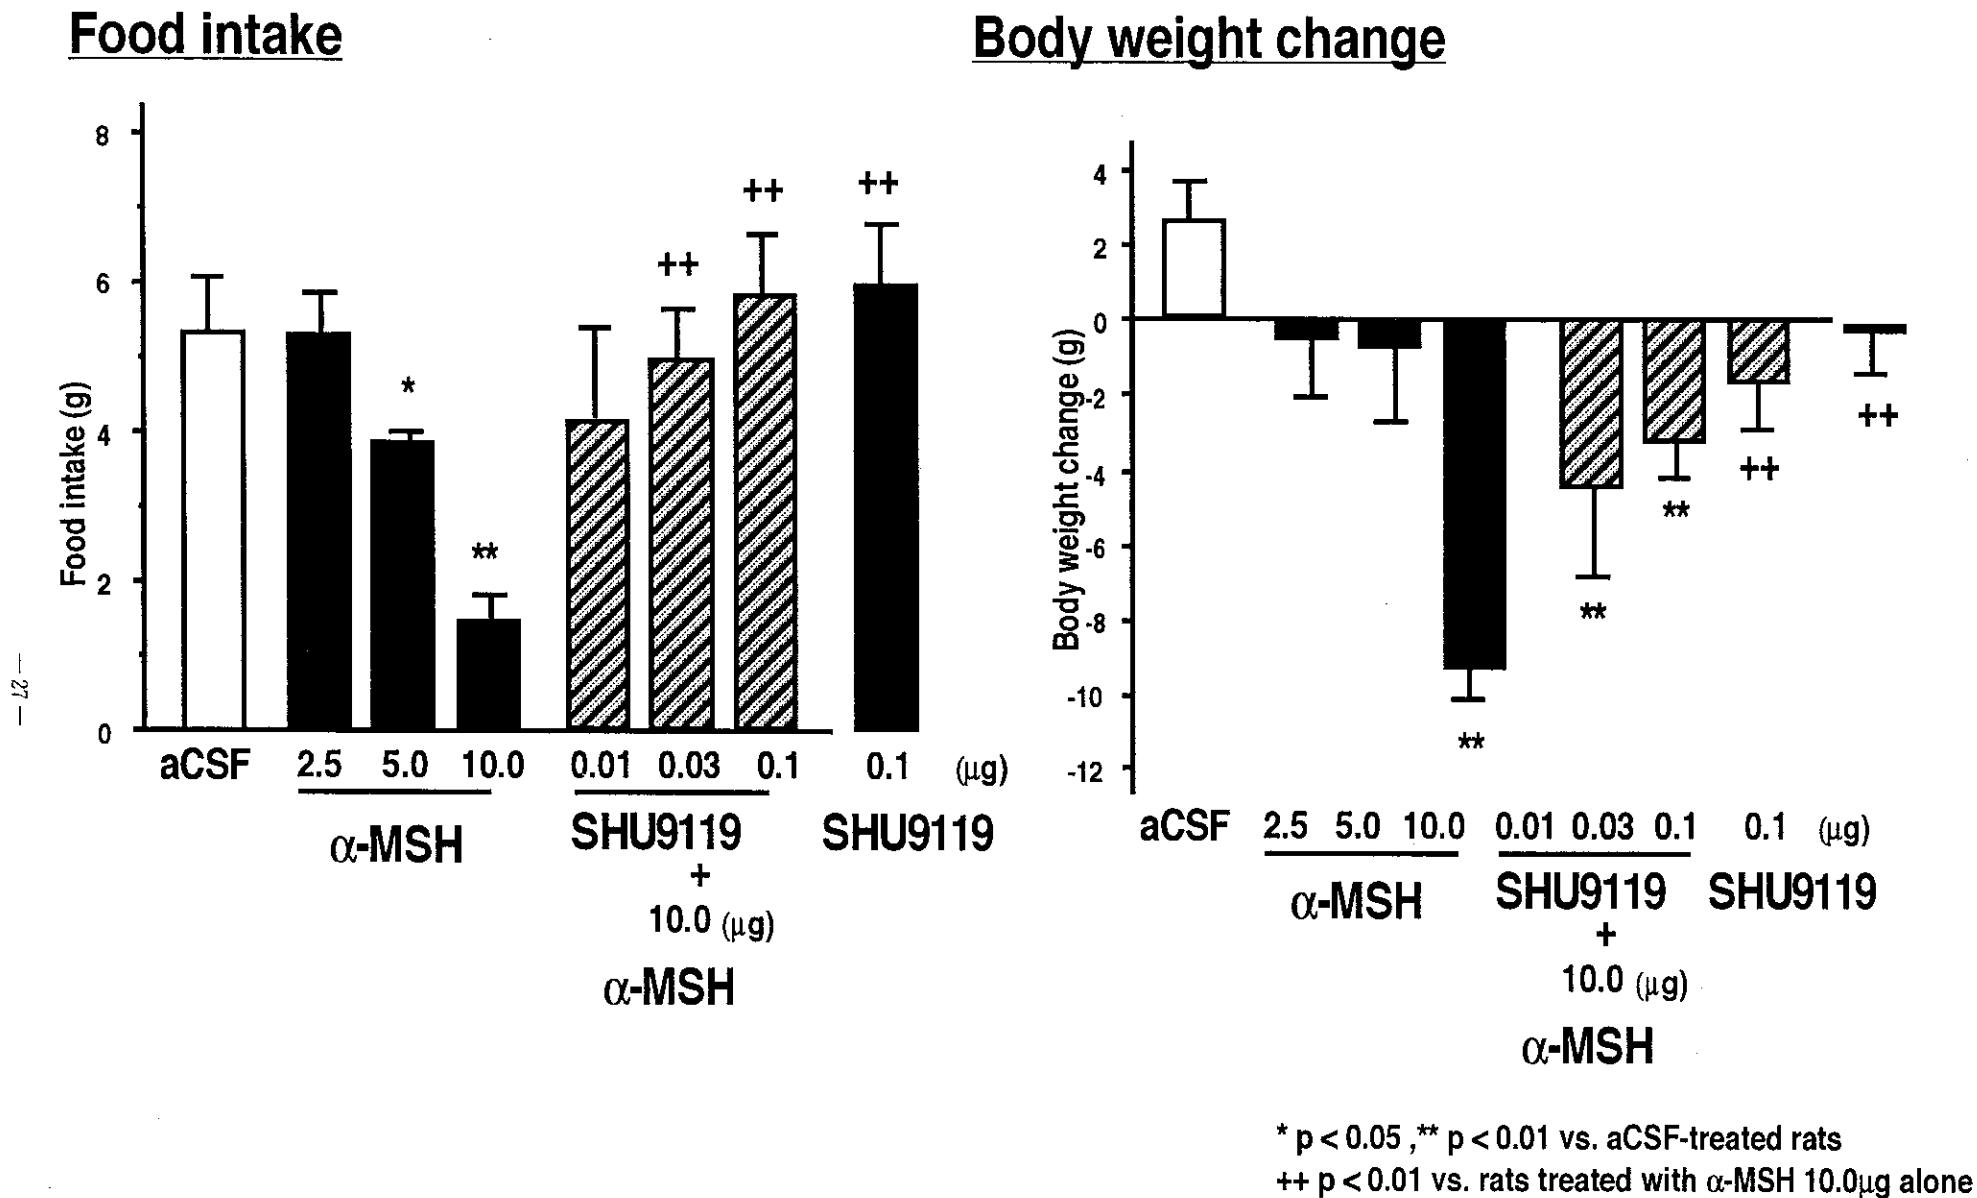 Food intake
8
6
4
2
0
Food intake (g)
++
++
++
*
**
aCSF 2.5 5.0 10.0 0.01 0.03 0.1 0.1 (μg)
α-MSH
SHU9119 SHU9119
+
10.0 (μg)
α-MSH
Body weight change
4
2
0
-2
-4
-6
-8
-10
-12
Body weight change (g)
++
++
**
**
**
aCSF 2.5 5.0 10.0 0.01 0.03 0.1 0.1 (μg)
α-MSH
SHU9119 SHU9119
+
10.0 (μg)
α-MSH
* p < 0.05 ,** p < 0.01 vs. aCSF-treated rats
++ p < 0.01 vs. rats treated with α-MSH 10.0μg alone
— 27 —